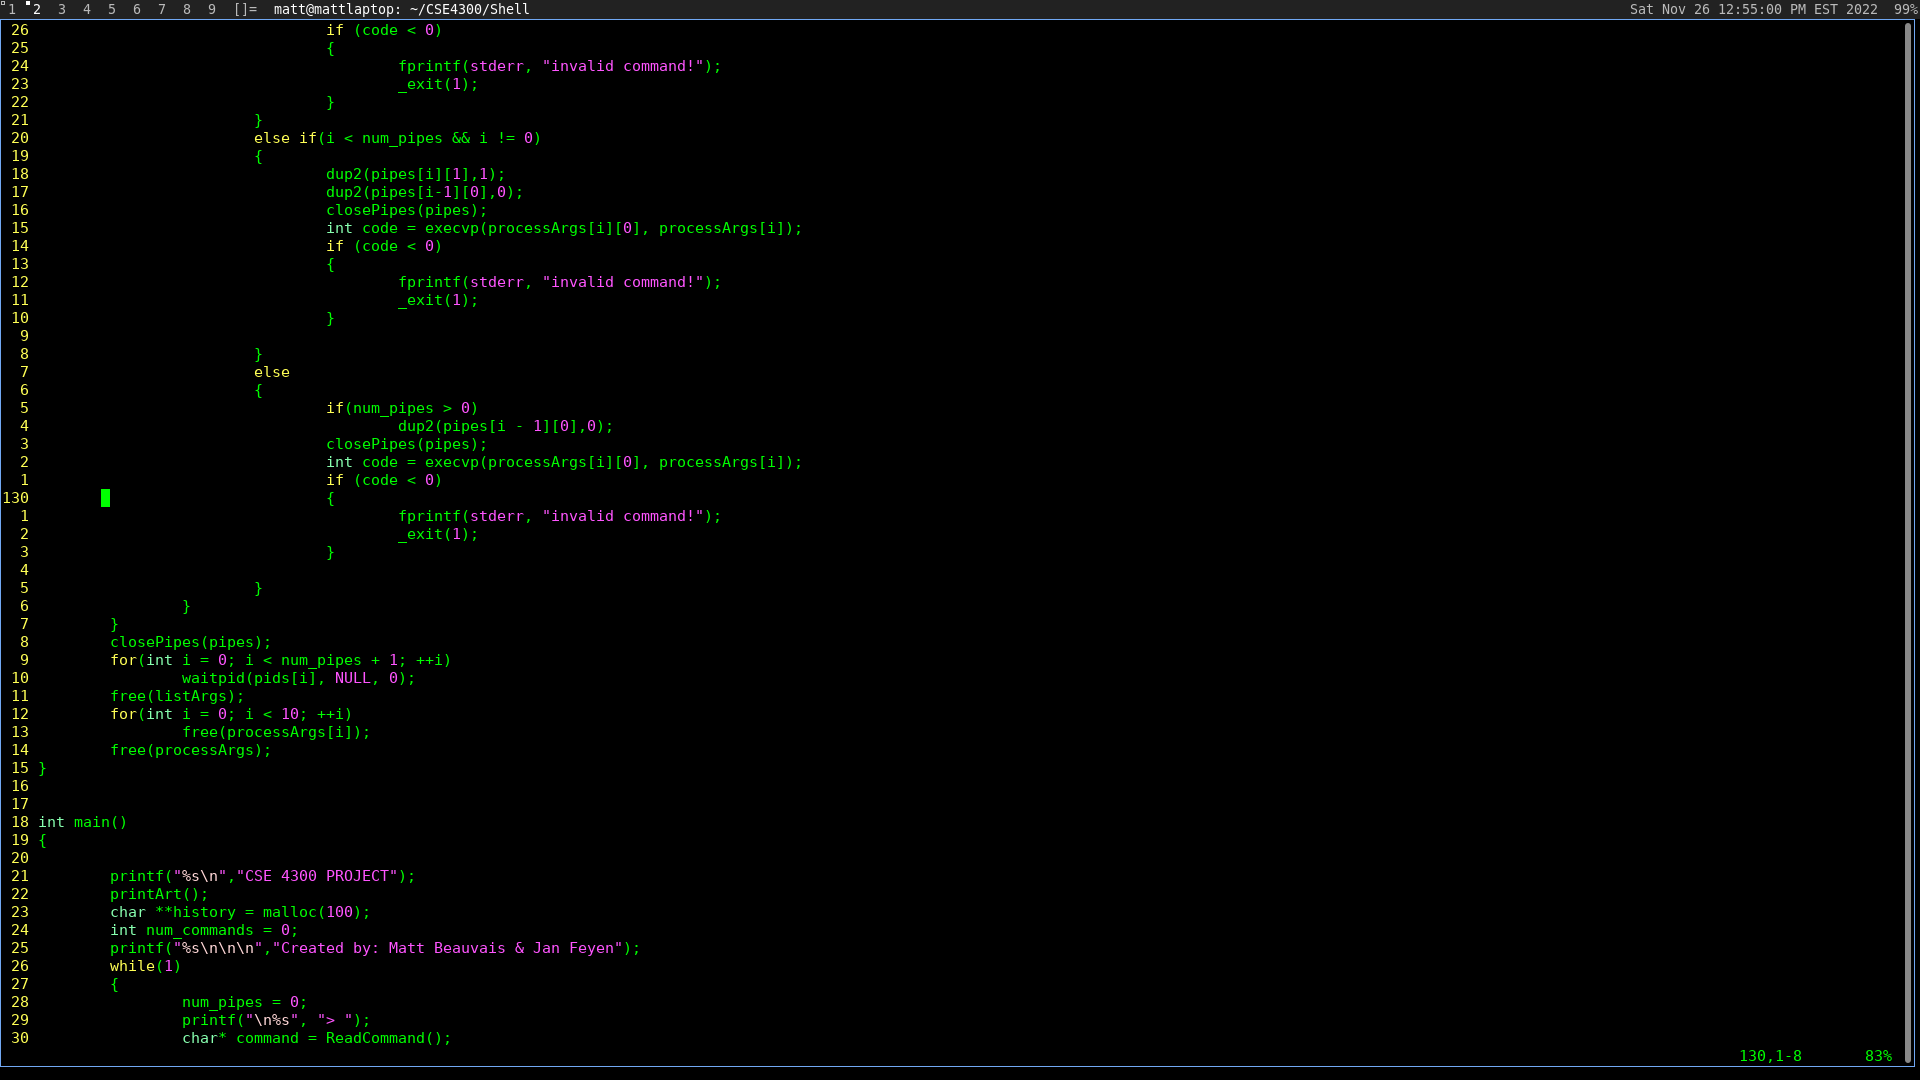 1 2 3 4 5 6 7 8 9 []= matt@mattlaptop: ~/CSE4300/Shell Sat Nov 26 12:55:00 PM EST 2022 99%
26 if (code < 0)
25 {
24 fprintf(stderr, "invalid command!");
23 _exit(1);
22 }
21 }
20 else if(i < num_pipes && i != 0)
19 {
18 dup2(pipes[i][1],1);
17 dup2(pipes[i-1][0],0);
16 closePipes(pipes);
15 int code = execvp(processArgs[i][0], processArgs[i]);
14 if (code < 0)
13 {
12 fprintf(stderr, "invalid command!");
11 _exit(1);
10 }
9
8 }
7 else
6 {
5 if(num_pipes > 0)
4 dup2(pipes[i - 1][0],0);
3 closePipes(pipes);
2 int code = execvp(processArgs[i][0], processArgs[i]);
1 if (code < 0)
130 {
1 fprintf(stderr, "invalid command!");
2 _exit(1);
3 }
4
5 }
6 }
7 }
8 closePipes(pipes);
9 for(int i = 0; i < num_pipes + 1; ++i)
10 waitpid(pids[i], NULL, 0);
11 free(listArgs);
12 for(int i = 0; i < 10; ++i)
13 free(processArgs[i]);
14 free(processArgs);
15 }
16
17
18 int main()
19 {
20
21 printf("%s\n","CSE 4300 PROJECT");
22 printArt();
23 char **history = malloc(100);
24 int num_commands = 0;
25 printf("%s\n\n\n","Created by: Matt Beauvais & Jan Feyen");
26 while(1)
27 {
28 num_pipes = 0;
29 printf("\n%s", "> ");
30 char* command = ReadCommand();
130,1-8 83%